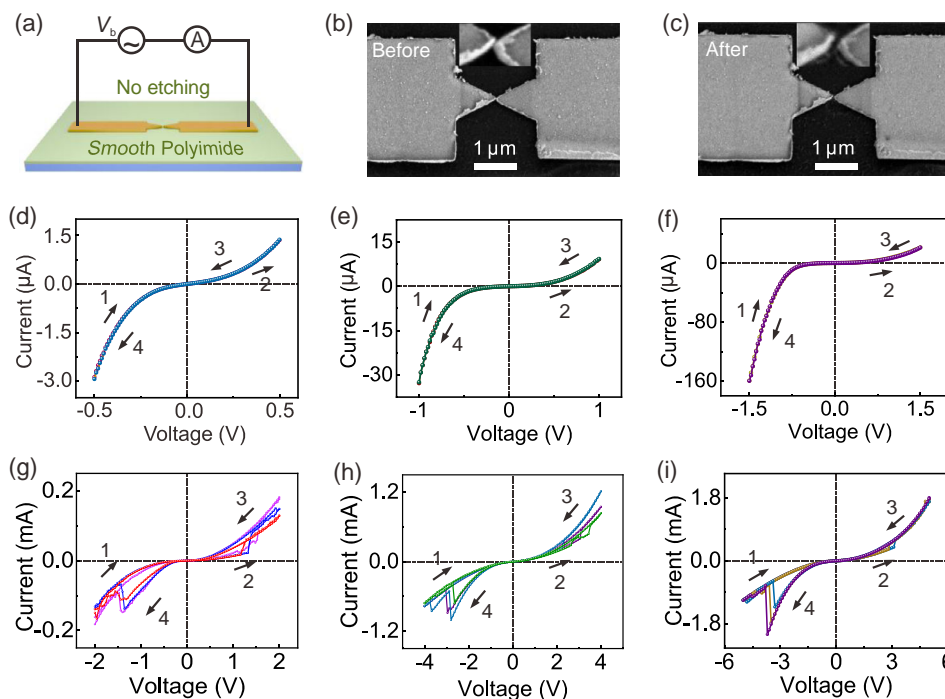 (a)
V_b
A
No etching
Smooth Polyimide
(b)
Before
1 μm
(c)
After
1 μm
(d)
1.5
0.0
-1.5
-3.0
Current (μA)
1
2
3
4
-0.5
0.0
0.5
Voltage (V)
(e)
15
0
-15
-30
Current (μA)
1
2
3
4
-1
0
1
Voltage (V)
(f)
0
-80
-160
Current (μA)
1
2
3
4
-1.5
0.0
1.5
Voltage (V)
(g)
0.2
0.0
-0.2
Current (mA)
1
2
3
4
-2
-1
0
1
2
Voltage (V)
(h)
1.2
0.0
-1.2
Current (mA)
1
2
3
4
-4
-2
0
2
4
Voltage (V)
(i)
1.8
0.0
-1.8
Current (mA)
1
2
3
4
-6
-3
0
3
6
Voltage (V)